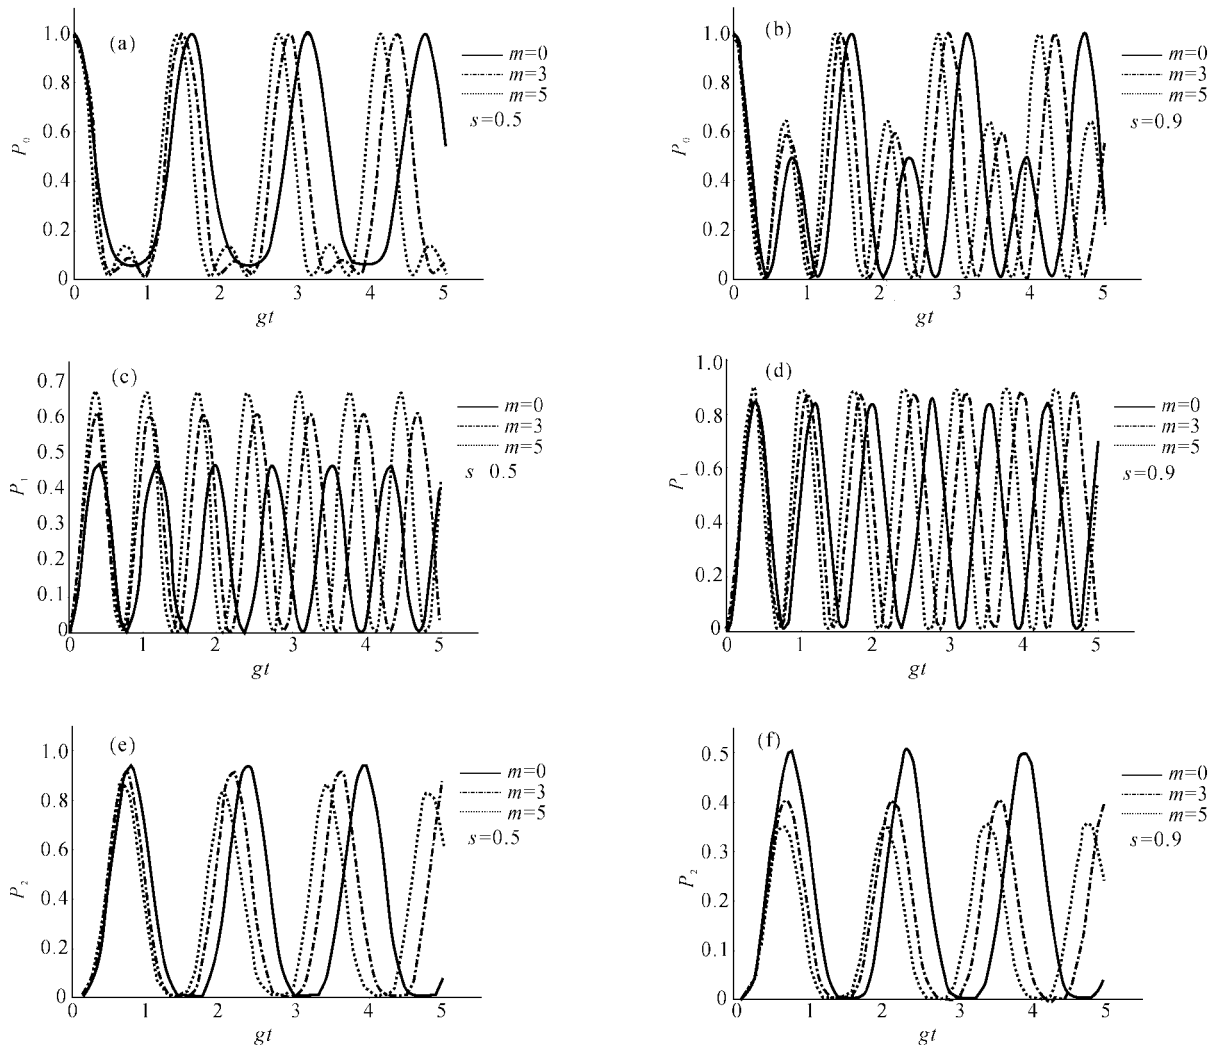 (a)
1.0
0.8
0.6
0.4
0.2
0
P₀
0 1 2 3 4 5
gt
m=0
m=3
m=5
s=0.5
(b)
1.0
0.8
0.6
0.4
0.2
0
P₀
0 1 2 3 4 5
gt
m=0
m=3
m=5
s=0.9
(c)
0.7
0.6
0.5
0.4
0.3
0.2
0.1
0
P₁
0 1 2 3 4 5
gt
m=0
m=3
m=5
s 0.5
(d)
1.0
0.8
0.6
0.4
0.2
0
P₁
0 1 2 3 4 5
gt
m=0
m=3
m=5
s=0.9
(e)
1.0
0.8
0.6
0.4
0.2
0
P₂
0 1 2 3 4 5
gt
m=0
m=3
m=5
s=0.5
(f)
0.5
0.4
0.3
0.2
0.1
0
P₂
0 1 2 3 4 5
gt
m=0
m=3
m=5
s=0.9